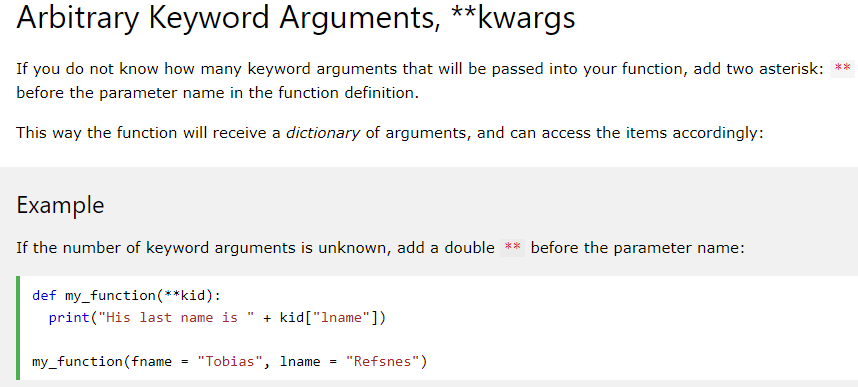 Arbitrary Keyword Arguments, **kwargs
If you do not know how many keyword arguments that will be passed into your function, add two asterisk: **
before the parameter name in the function definition.
This way the function will receive a dictionary of arguments, and can access the items accordingly:
Example
If the number of keyword arguments is unknown, add a double ** before the parameter name:
def my_function(**kid):
  print("His last name is " + kid["lname"])
my_function(fname = "Tobias", lname = "Refsnes")